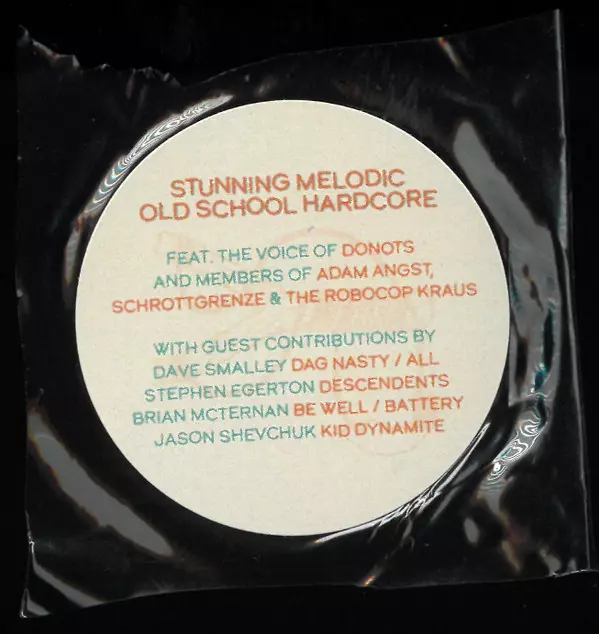 STUNNING MELODIC
OLD SCHOOL HARDCORE
FEAT. THE VOICE OF DONOTS
AND MEMBERS OF ADAM ANGST,
SCHROTTGRENZE & THE ROBOCOP KRAUS
WITH GUEST CONTRIBUTIONS BY
DAVE SMALLEY DAG NASTY / ALL
STEPHEN EGERTON DESCENDENTS
BRIAN MCTERNAN BE WELL / BATTERY
JASON SHEVCHUK KID DYNAMITE